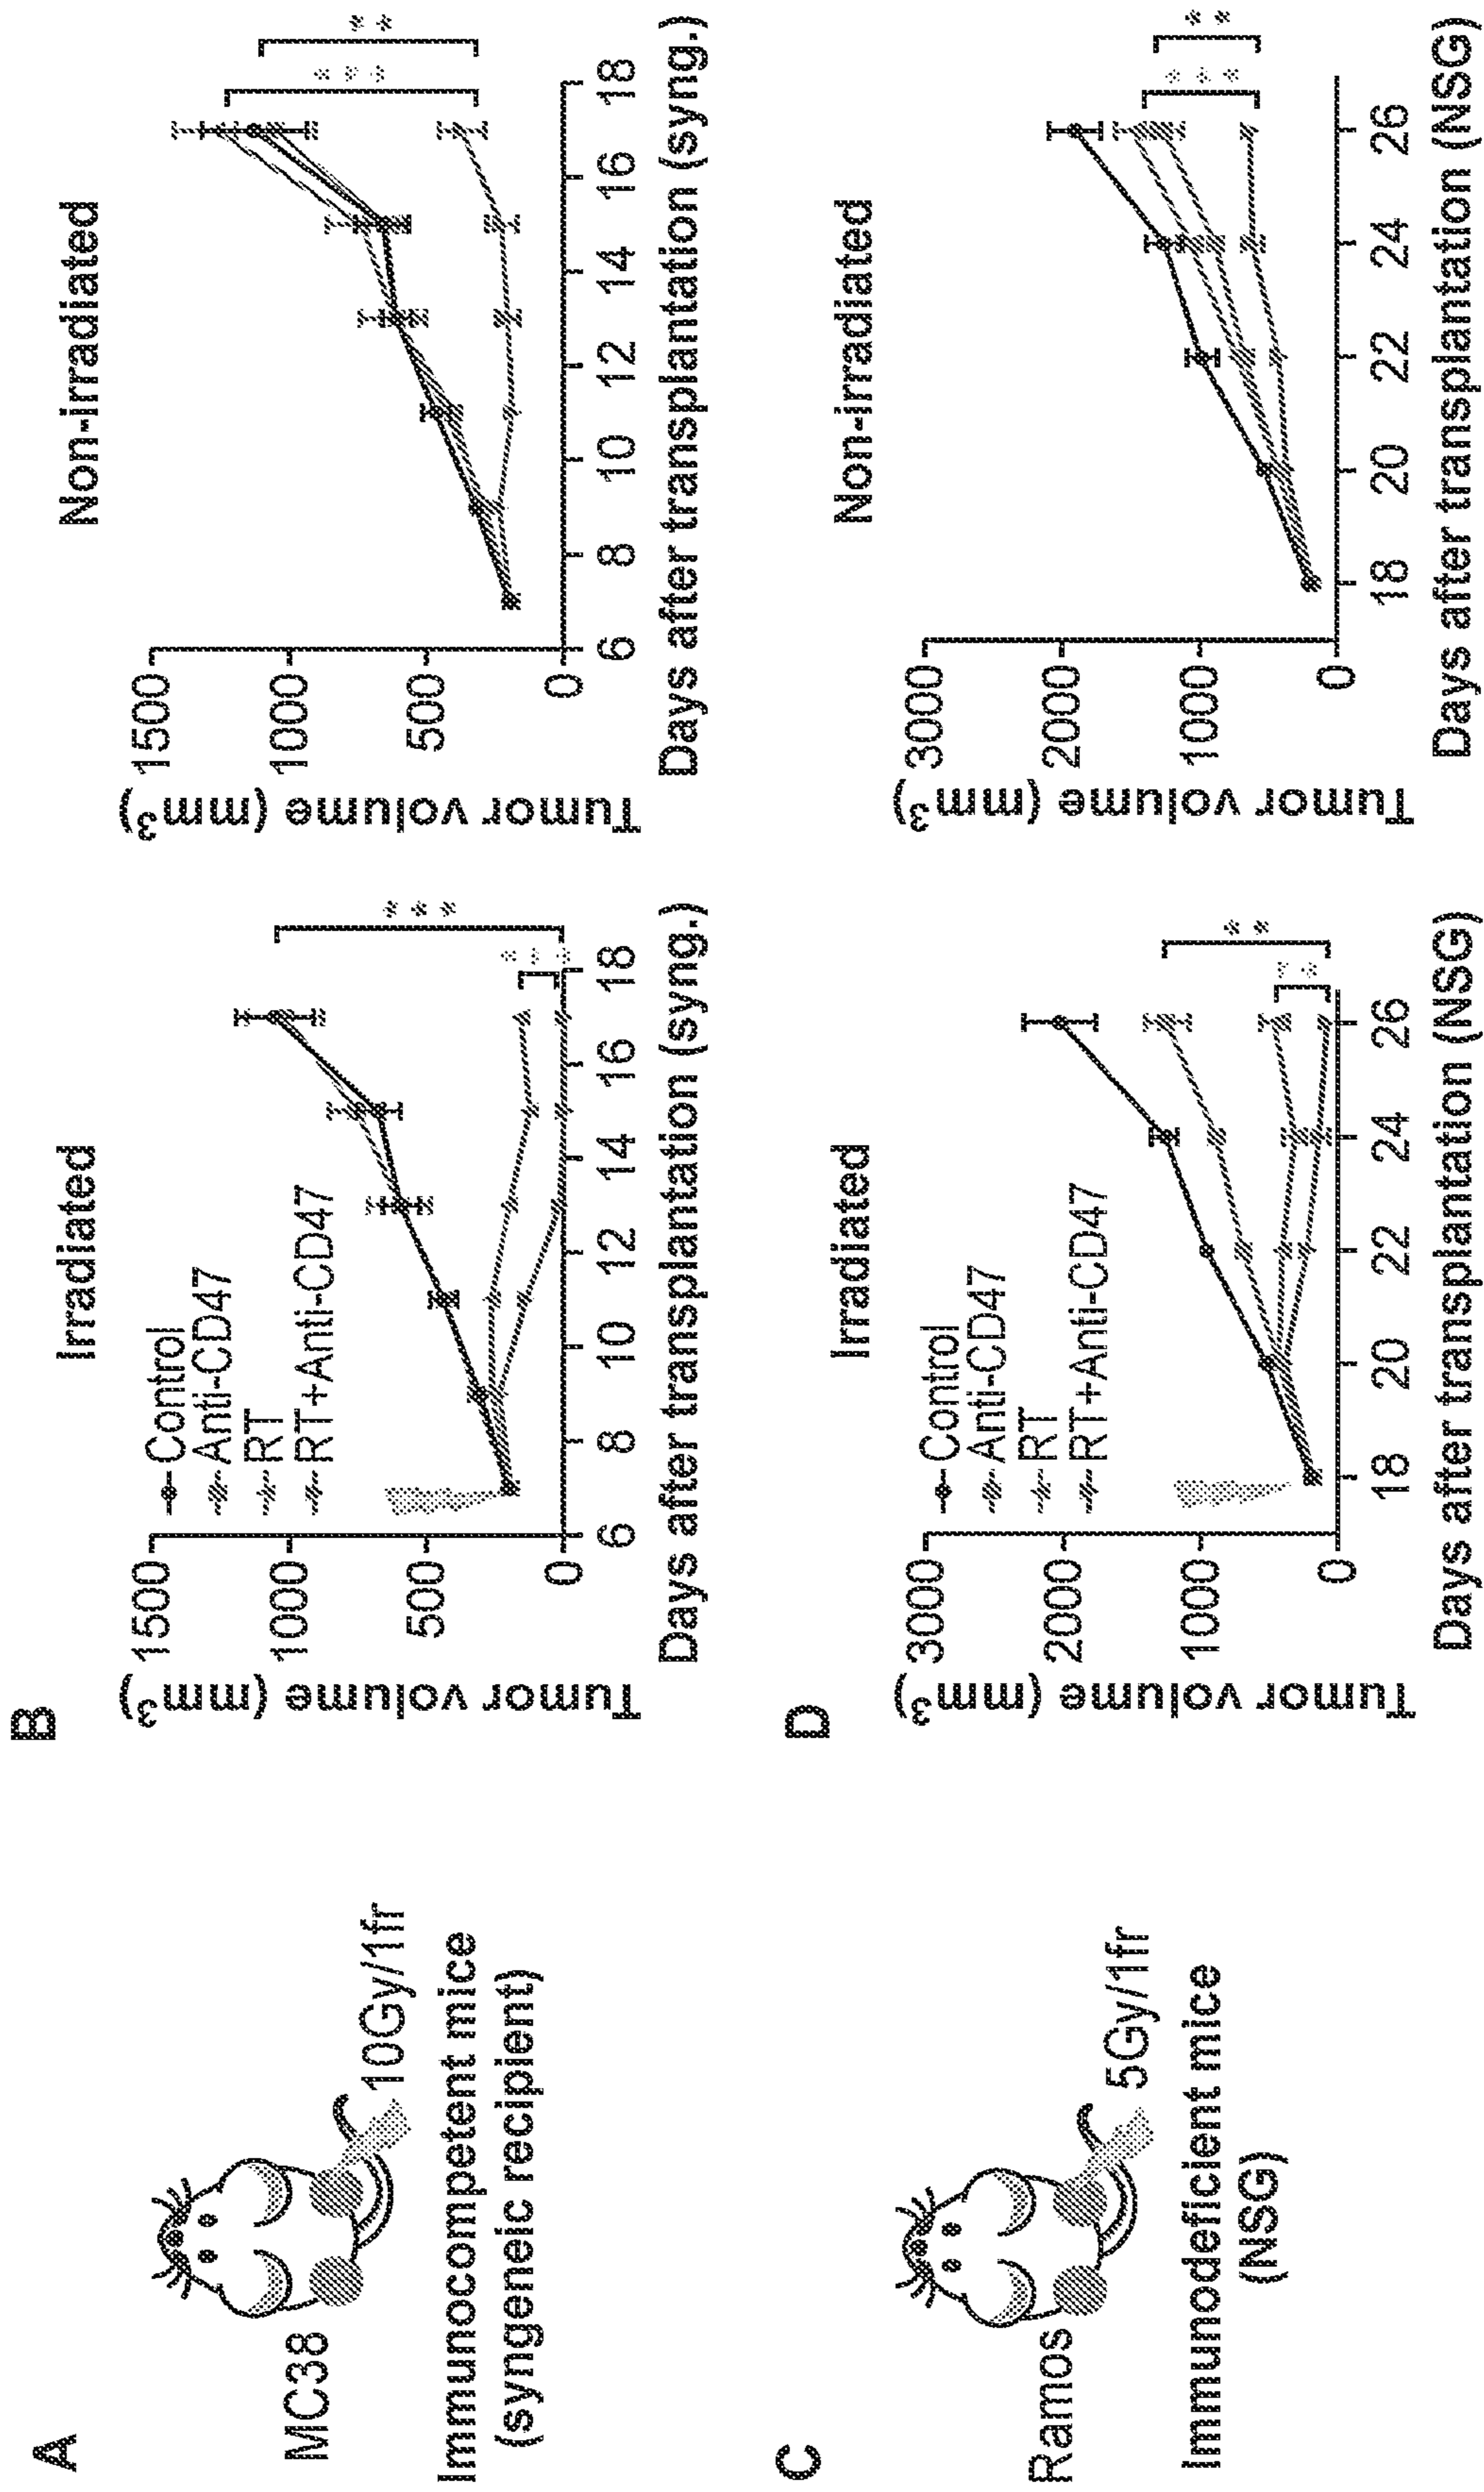 A
MC38
10Gy/1fr
Immunocompetent mice
(syngeneic recipient)
B
Irradiated
Tumor volume (mm3)
1500
1000
500
0
Control
Anti-CD47
RT
RT+Anti-CD47
***
***
6 8 10 12 14 16 18
Days after transplantation (syng.)
Non-irradiated
Tumor volume (mm3)
1500
1000
500
0
***
**
6 8 10 12 14 16 18
Days after transplantation (syng.)
C
Ramos
5Gy/1fr
Immunodeficient mice
(NSG)
D
Irradiated
Tumor volume (mm3)
3000
2000
1000
0
Control
Anti-CD47
RT
RT+Anti-CD47
**
**
18 20 22 24 26
Days after transplantation (NSG)
Non-irradiated
Tumor volume (mm3)
3000
2000
1000
0
***
**
18 20 22 24 26
Days after transplantation (NSG)